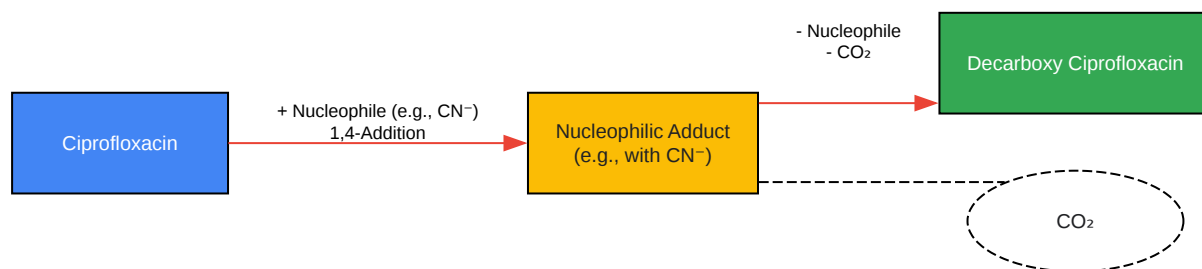 Ciprofloxacin
+ Nucleophile (e.g., CN⁻)
1,4-Addition
Nucleophilic Adduct
(e.g., with CN⁻)
- Nucleophile
- CO₂
Decarboxy Ciprofloxacin
CO₂